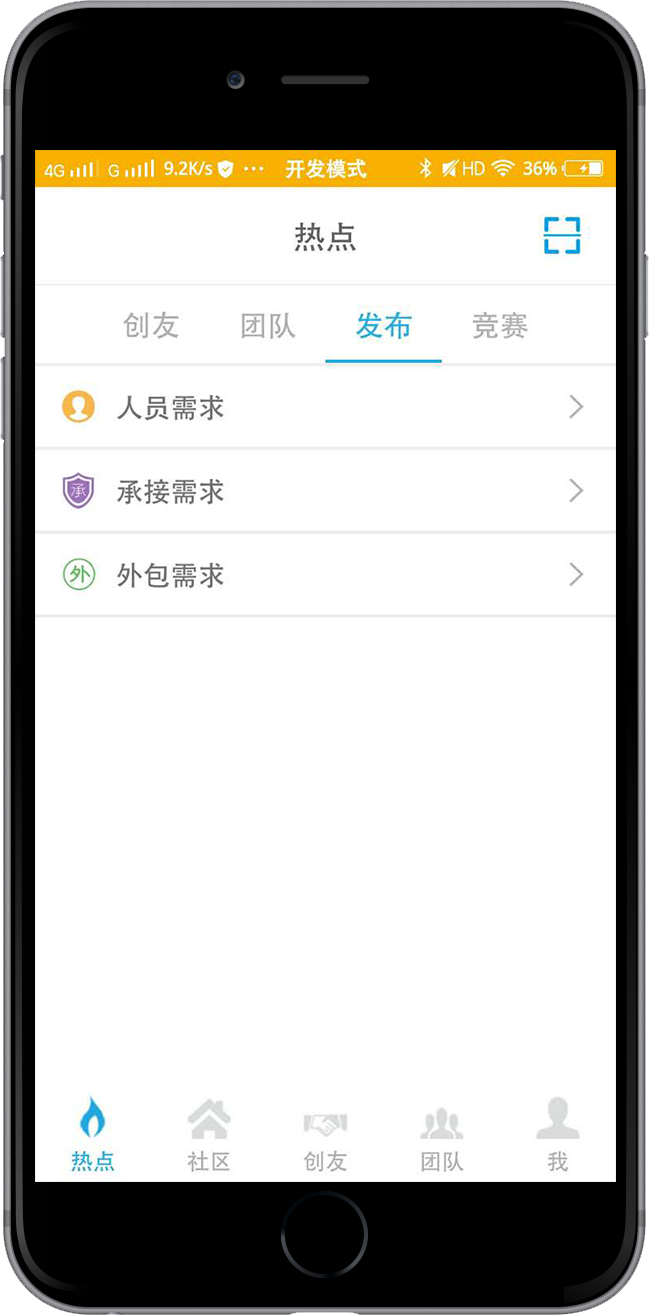 4G G 9.2K/s ··· 开发模式 HD 36%
热点
创友 团队 发布 竞赛
人员需求
承 承接需求
外 外包需求
热点 社区 创友 团队 我